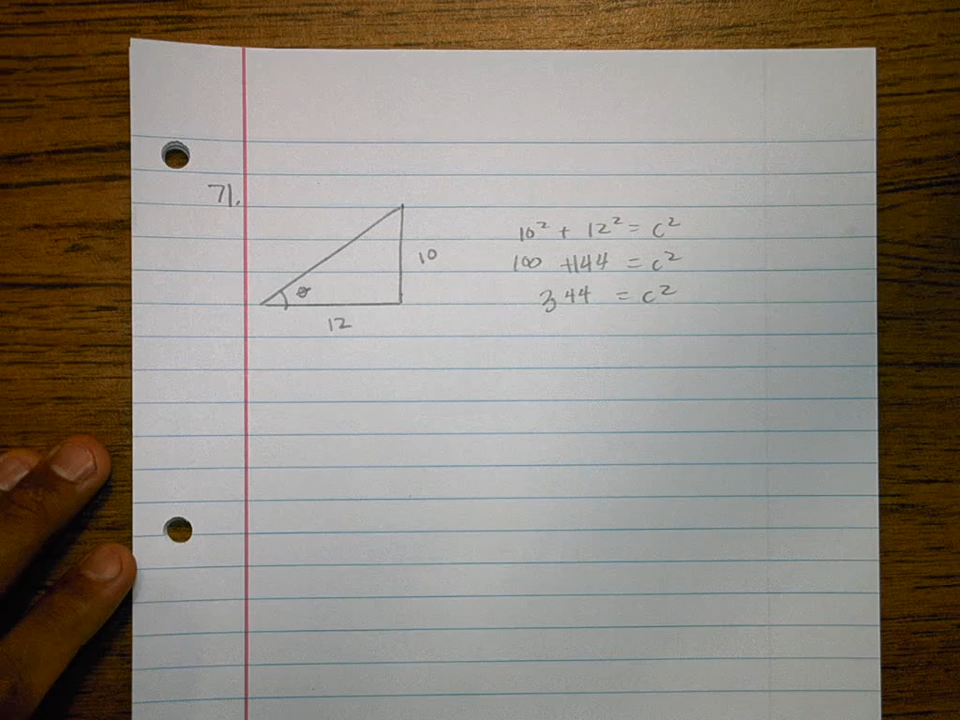 71.
θ
10
12
10² + 12² = c²
100 +144 = c²
344 = c²